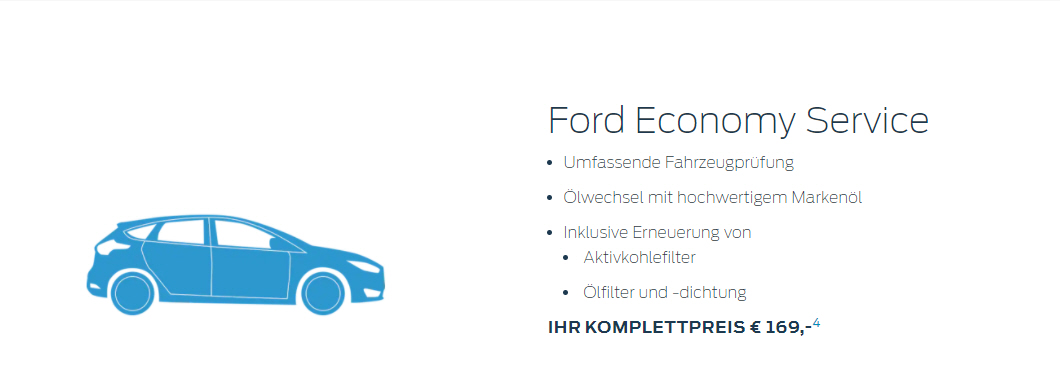 Ford Economy Service
• Umfassende Fahrzeugprüfung
• Ölwechsel mit hochwertigem Markenöl
• Inklusive Erneuerung von
• Aktivkohlefilter
• Ölfilter und -dichtung
IHR KOMPLETTPREIS € 169,-4